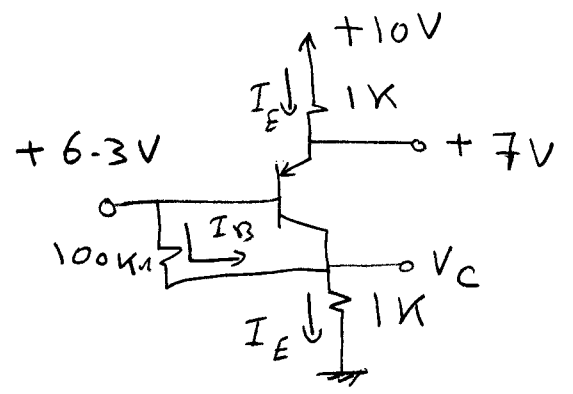 +10V
I_E 1K
+6.3V
+7V
I_B
100KΩ
V_C
I_E 1K